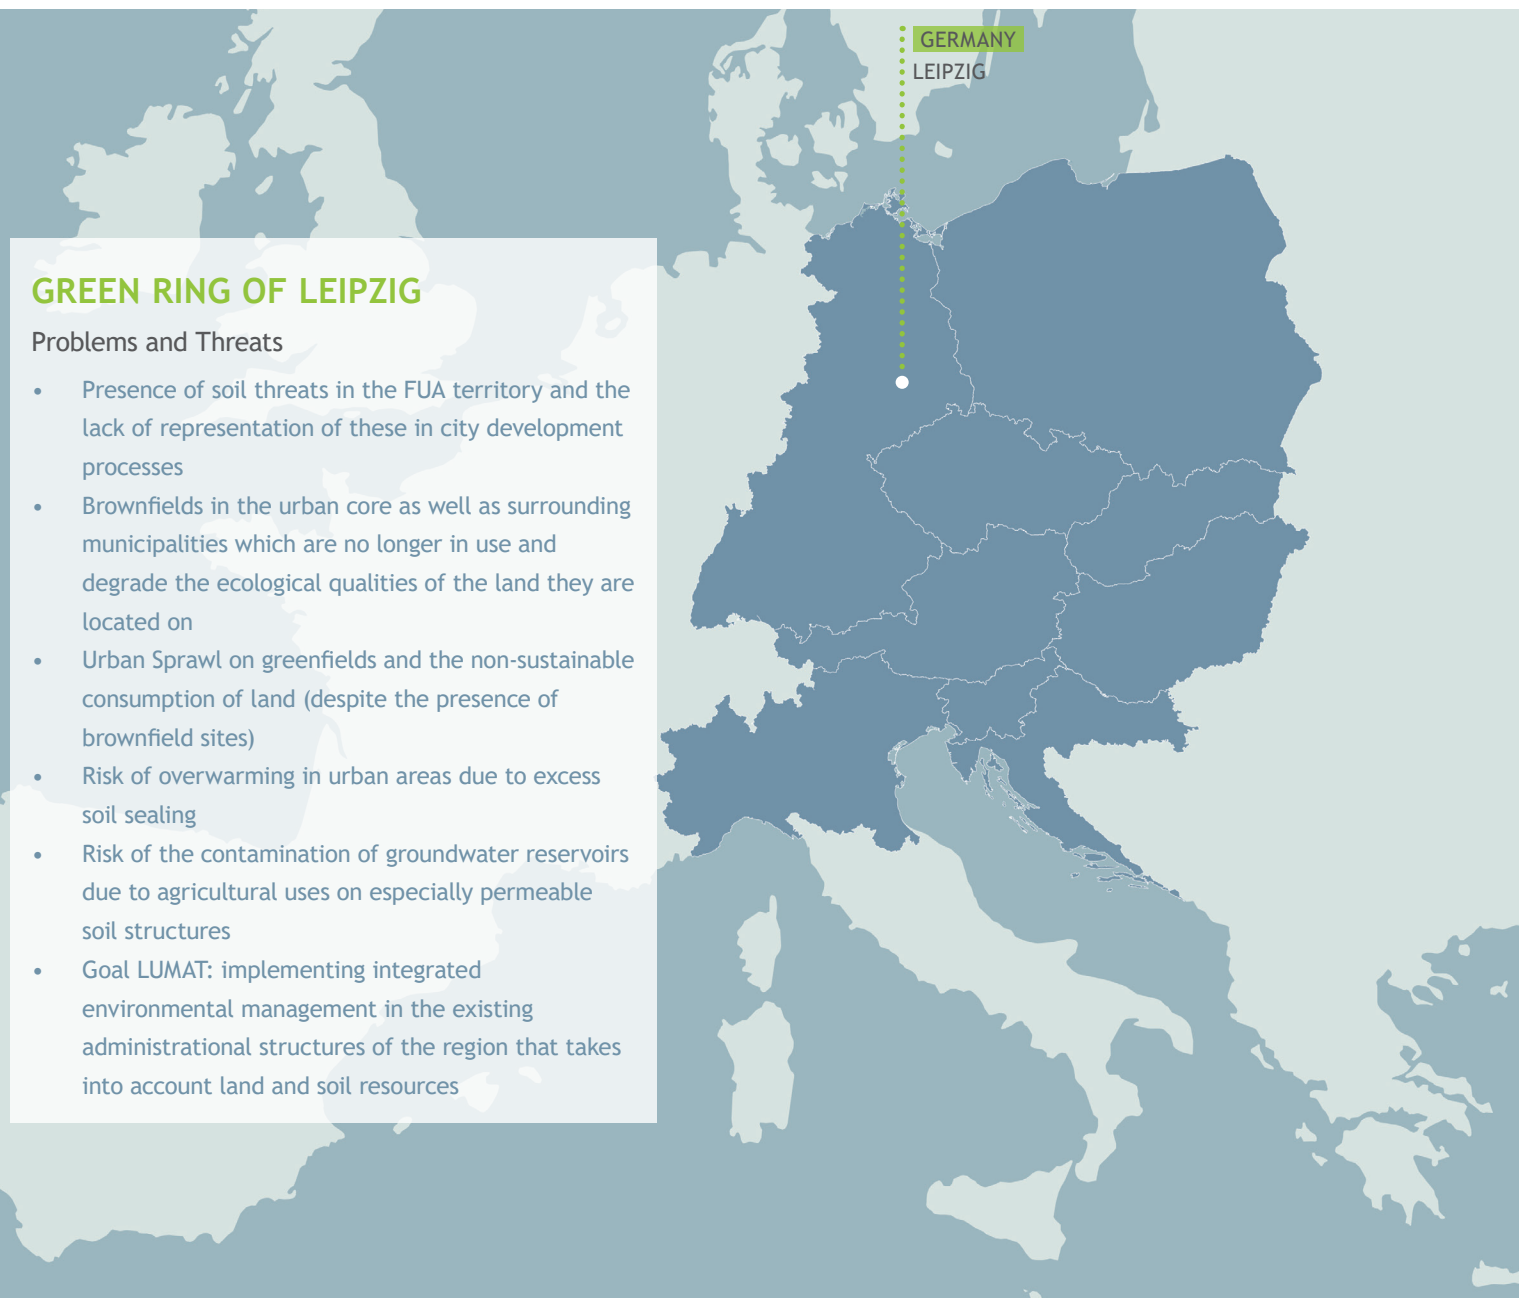 GERMANY
LEIPZIG
GREEN RING OF LEIPZIG
Problems and Threats
• Presence of soil threats in the FUA territory and the
lack of representation of these in city development
processes
• Brownfields in the urban core as well as surrounding
municipalities which are no longer in use and
degrade the ecological qualities of the land they are
located on
• Urban Sprawl on greenfields and the non-sustainable
consumption of land (despite the presence of
brownfield sites)
• Risk of overwarming in urban areas due to excess
soil sealing
• Risk of the contamination of groundwater reservoirs
due to agricultural uses on especially permeable
soil structures
• Goal LUMAT: implementing integrated
environmental management in the existing
administrational structures of the region that takes
into account land and soil resources